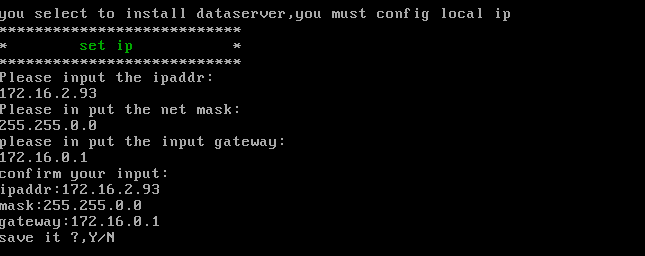 you select to install dataserver,you must config local ip
***************************
* set ip *
***************************
Please input the ipaddr:
172.16.2.93
Please in put the net mask:
255.255.0.0
please in put the input gateway:
172.16.0.1
confirm your input:
ipaddr:172.16.2.93
mask:255.255.0.0
gateway:172.16.0.1
save it ?,Y/N